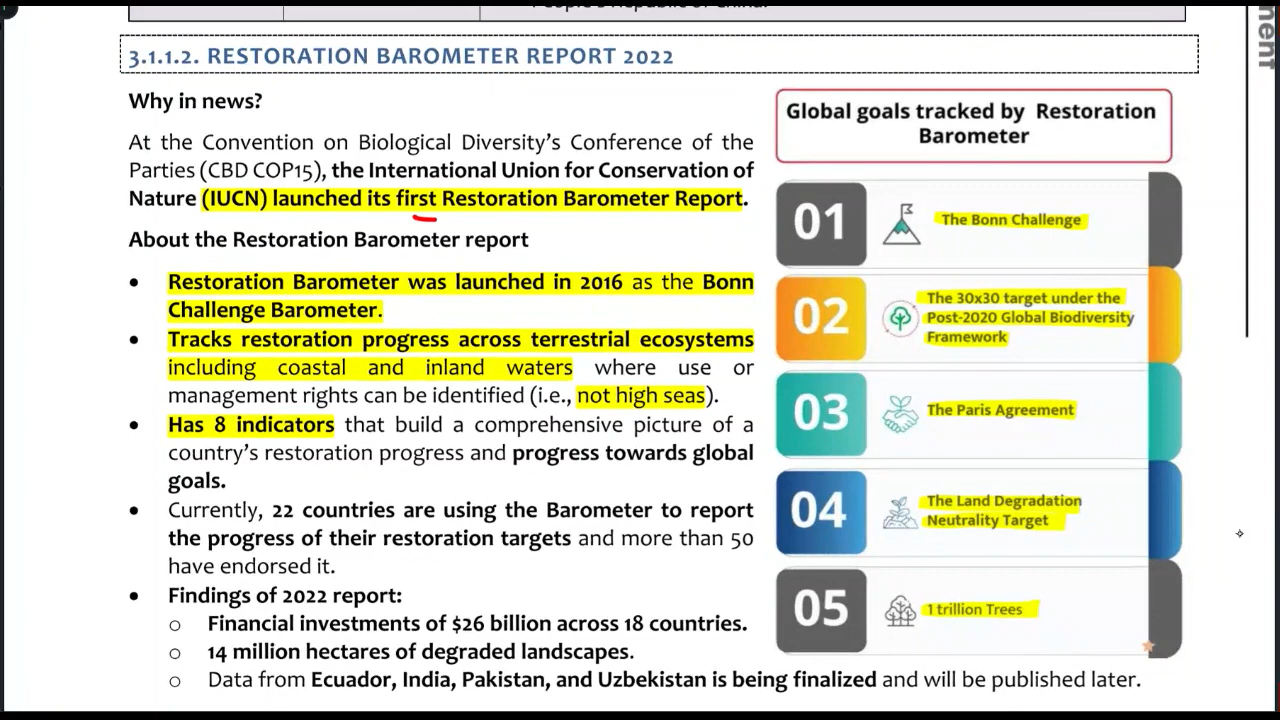 People's Republic of China.
3.1.1.2. RESTORATION BAROMETER REPORT 2022
Why in news?
At the Convention on Biological Diversity's Conference of the
Parties (CBD COP15), the International Union for Conservation of
Nature (IUCN) launched its first Restoration Barometer Report.
About the Restoration Barometer report
• Restoration Barometer was launched in 2016 as the Bonn
Challenge Barometer.
• Tracks restoration progress across terrestrial ecosystems
including coastal and inland waters where use or
management rights can be identified (i.e., not high seas).
• Has 8 indicators that build a comprehensive picture of a
country's restoration progress and progress towards global
goals.
• Currently, 22 countries are using the Barometer to report
the progress of their restoration targets and more than 50
have endorsed it.
• Findings of 2022 report:
o Financial investments of $26 billion across 18 countries.
o 14 million hectares of degraded landscapes.
o Data from Ecuador, India, Pakistan, and Uzbekistan is being finalized and will be published later.
Global goals tracked by Restoration
Barometer
01
The Bonn Challenge
02
The 30x30 target under the
Post-2020 Global Biodiversity
Framework
03
The Paris Agreement
04
The Land Degradation
Neutrality Target
05
1 trillion Trees